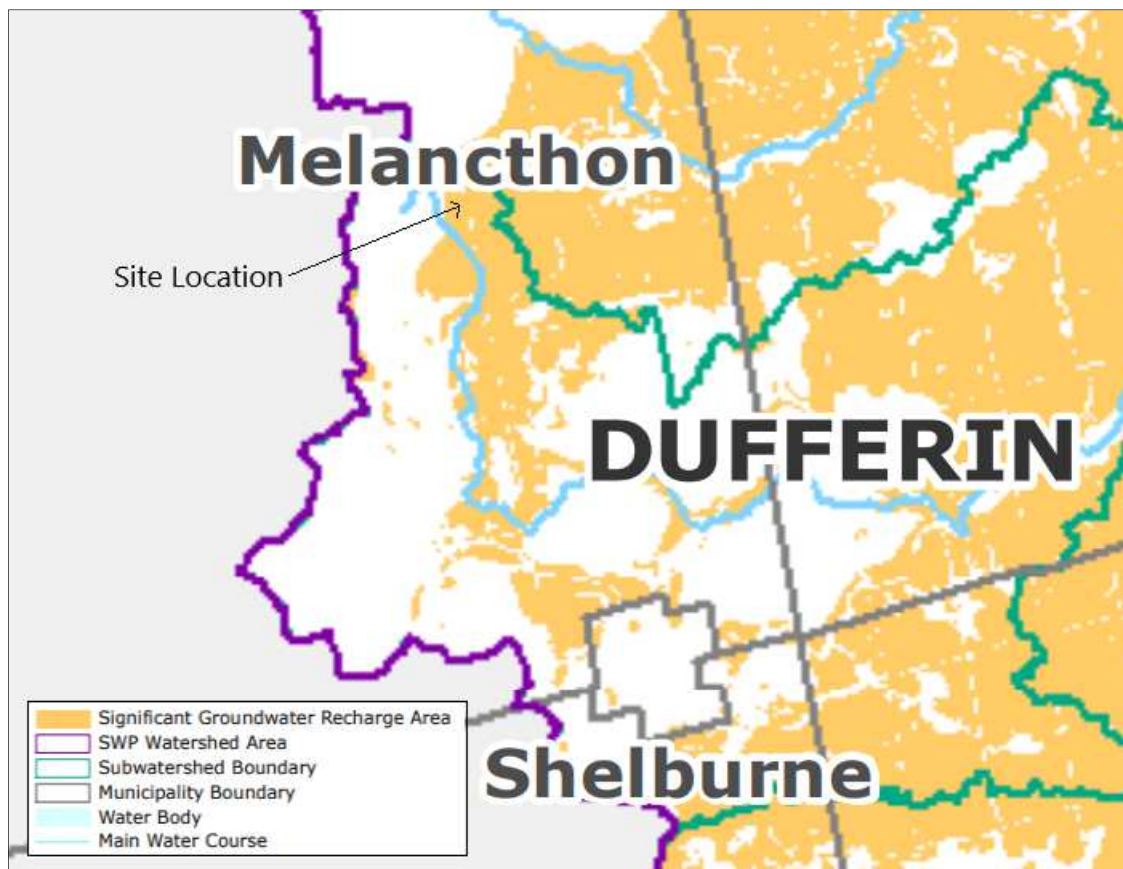 Melancthon
Site Location
DUFFERIN
Shelburne
Significant Groundwater Recharge Area
SWP Watershed Area
Subwatershed Boundary
Municipality Boundary
Water Body
Main Water Course